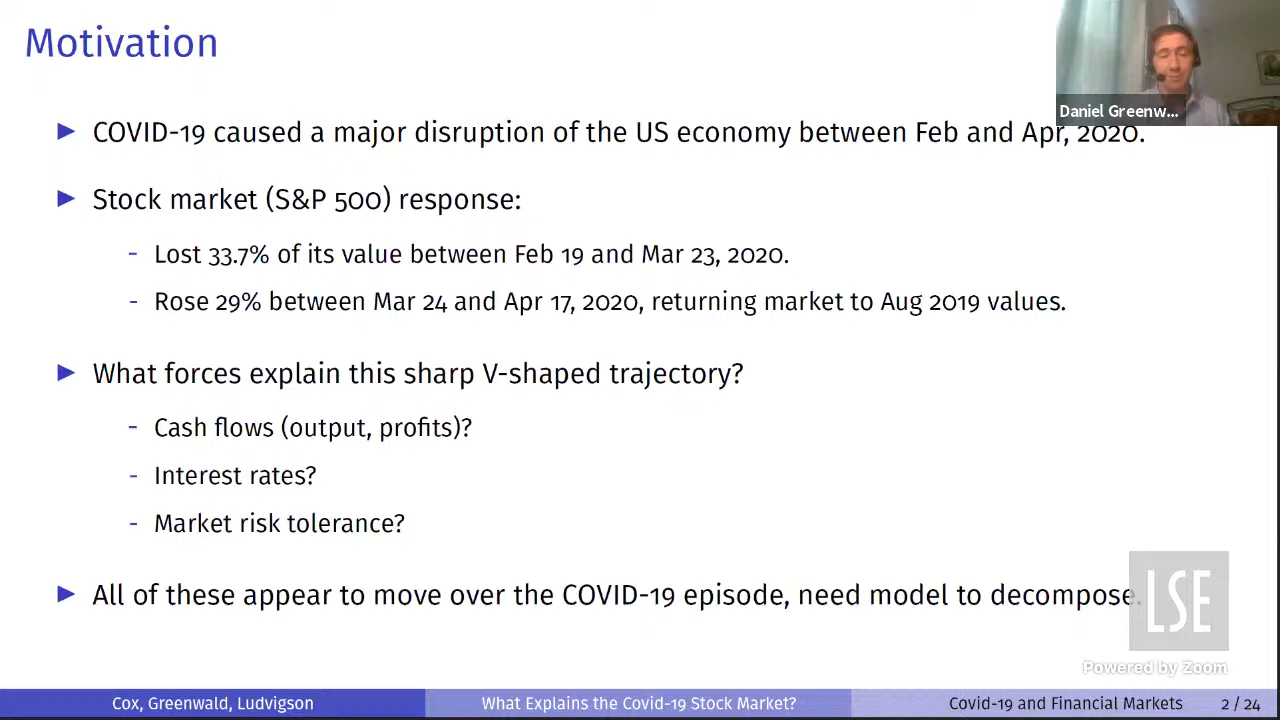 Motivation
Daniel Greenw...
▶ COVID-19 caused a major disruption of the US economy between Feb and Apr, 2020.
▶ Stock market (S&P 500) response:
- Lost 33.7% of its value between Feb 19 and Mar 23, 2020.
- Rose 29% between Mar 24 and Apr 17, 2020, returning market to Aug 2019 values.
▶ What forces explain this sharp V-shaped trajectory?
- Cash flows (output, profits)?
- Interest rates?
- Market risk tolerance?
▶ All of these appear to move over the COVID-19 episode, need model to decompose.
LSE
Powered by Zoom
Cox, Greenwald, Ludvigson
What Explains the Covid-19 Stock Market?
Covid-19 and Financial Markets
2 / 24